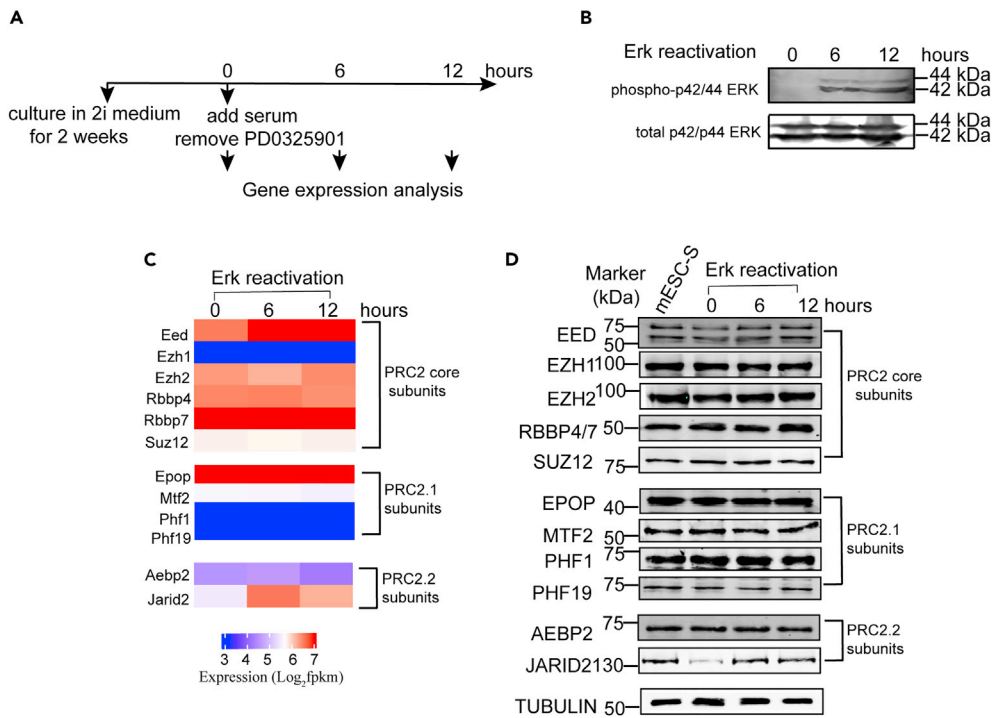 A
0 6 12 hours
culture in 2i medium
for 2 weeks
add serum
remove PD0325901
Gene expression analysis
B
Erk reactivation 0 6 12 hours
phospho-p42/44 ERK
44 kDa
42 kDa
total p42/p44 ERK
44 kDa
42 kDa
C
Erk reactivation
0 6 12 hours
Eed
Ezh1
Ezh2
Rbbp4
Rbbp7
Suz12
PRC2 core
subunits
Epop
Mtf2
Phf1
Phf19
PRC2.1
subunits
Aebp2
Jarid2
PRC2.2
subunits
3 4 5 6 7
Expression (Log2fpkm)
D
Marker
(kDa)
mESC-S
Erk reactivation
0 6 12 hours
EED 75
50
EZH1 100
EZH2 100
RBBP4/7 50
SUZ12 75
PRC2 core
subunits
EPOP 40
MTF2 75
PHF1 75
PHF19 75
PRC2.1
subunits
AEBP2 75
JARID2 130
PRC2.2
subunits
TUBULIN 50